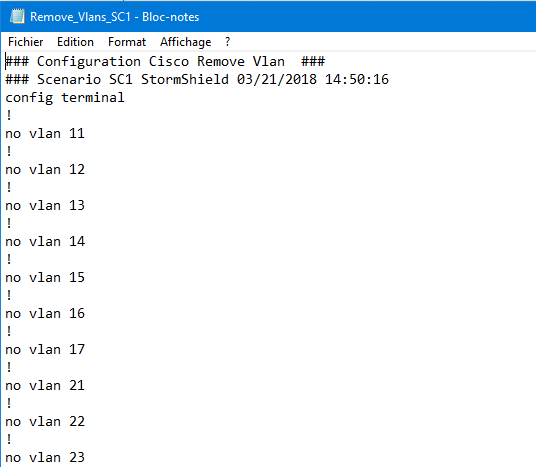 Remove_Vlans_SC1 - Bloc-notes
Fichier Edition Format Affichage ?
### Configuration Cisco Remove Vlan  ###
### Scenario SC1 StormShield 03/21/2018 14:50:16
config terminal
!
no vlan 11
!
no vlan 12
!
no vlan 13
!
no vlan 14
!
no vlan 15
!
no vlan 16
!
no vlan 17
!
no vlan 21
!
no vlan 22
!
no vlan 23